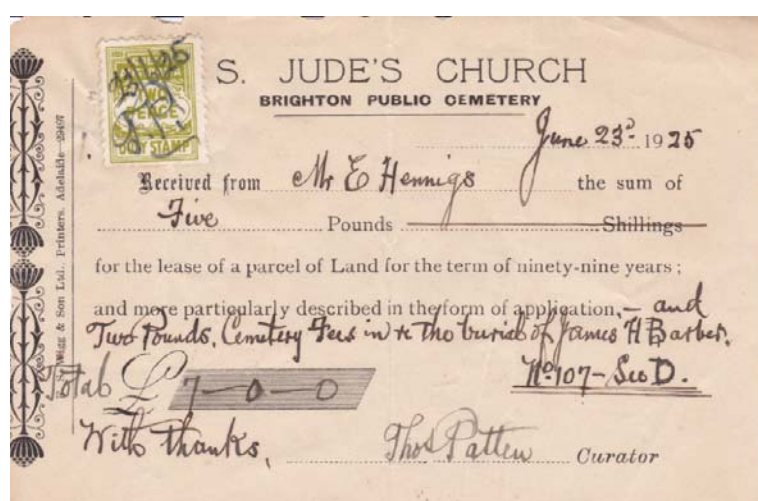 S. JUDE'S CHURCH
BRIGHTON PUBLIC CEMETERY
June 23d. 1925
Received from Mr E Hennigs the sum of
Five Pounds Shillings
for the lease of a parcel of Land for the term of ninety-nine years;
and more particularly described in the form of application, – and
Two Pounds, Cemetery Fees in re the burial of James H Barber.
No. 107 – Sec D.
Total £ 7–0–0
With thanks,
Thos Patten Curator
Wigg & Son Ltd., Printers, Adelaide—29497
PENCE
STAMP